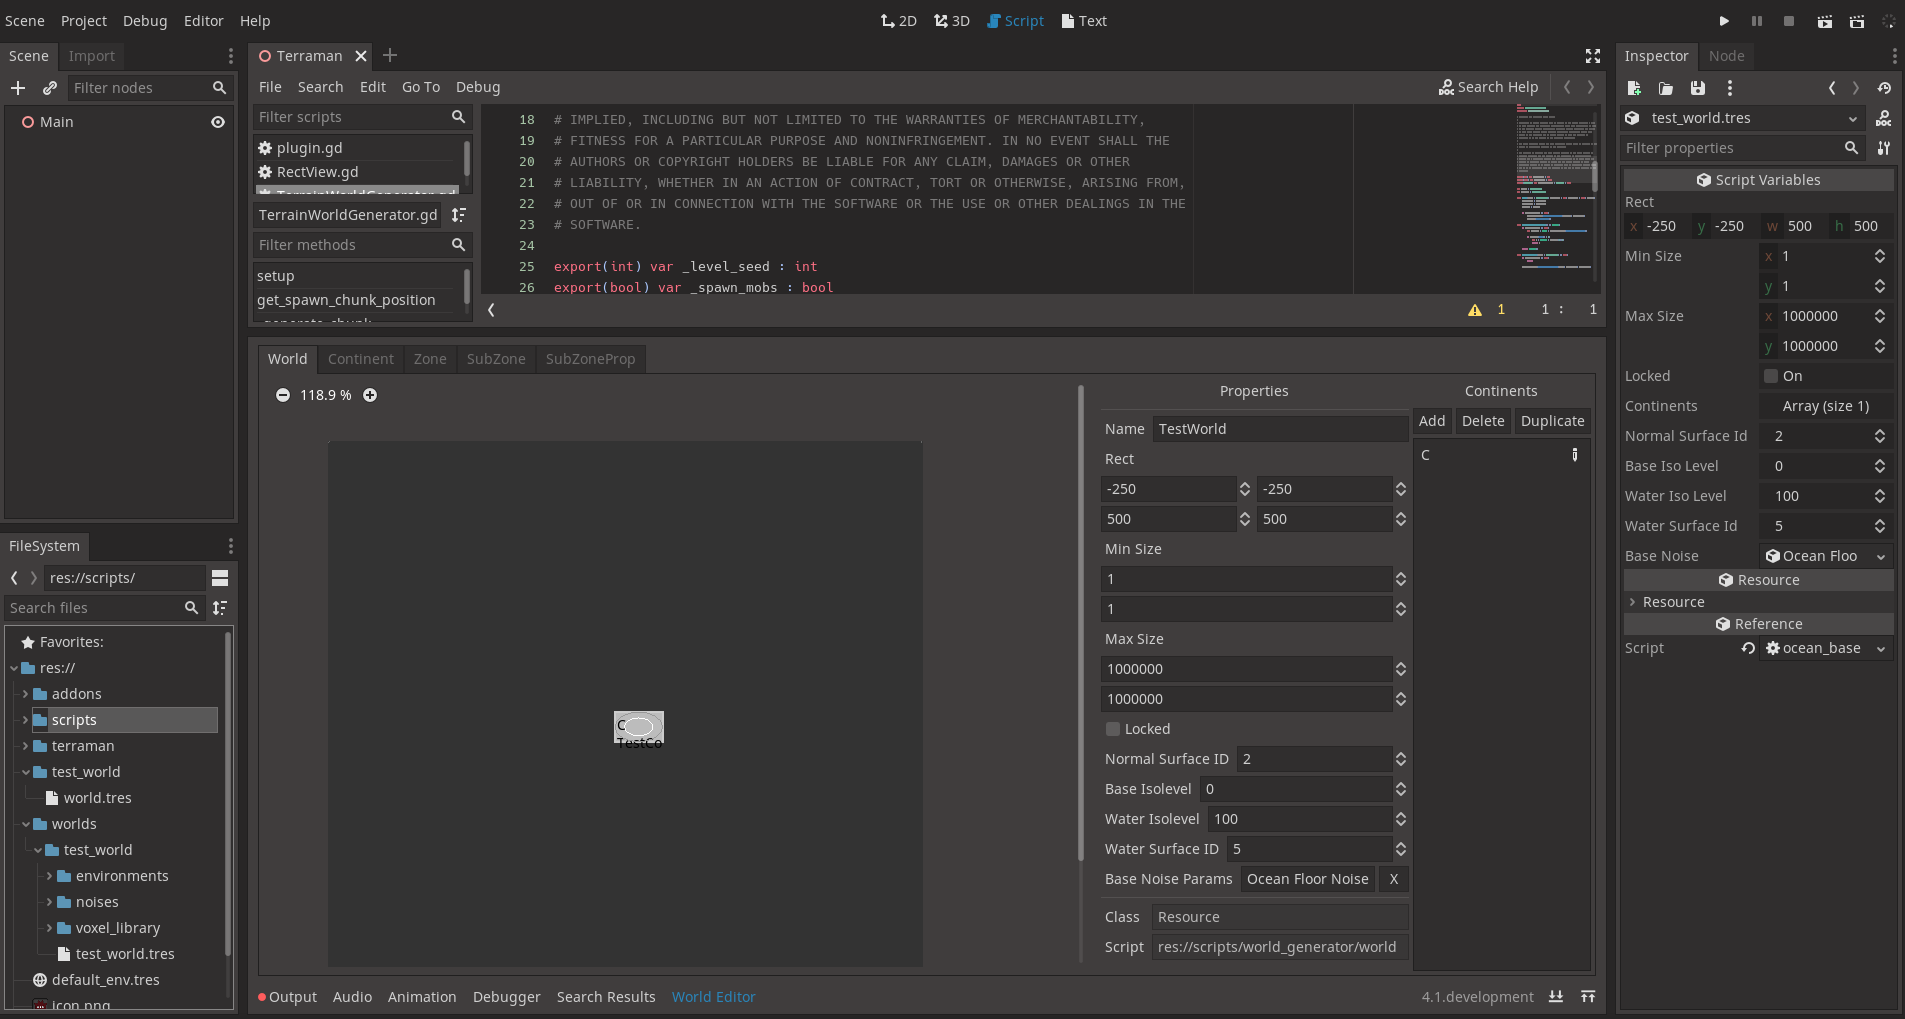 Scene Project Debug Editor Help
2D 3D Script Text
Scene Import
Filter nodes
Main
FileSystem
res://scripts/
Search files
Favorites:
res://
addons
scripts
terraman
test_world
world.tres
worlds
test_world
environments
noises
voxel_library
test_world.tres
default_env.tres
icon.png
Terraman
File Search Edit Go To Debug
Search Help
Filter scripts
plugin.gd
RectView.gd
TerrainWorldGenerator.gd
TerrainWorldGenerator.gd
Filter methods
setup
get_spawn_chunk_position
18 # IMPLIED, INCLUDING BUT NOT LIMITED TO THE WARRANTIES OF MERCHANTABILITY,
19 # FITNESS FOR A PARTICULAR PURPOSE AND NONINFRINGEMENT. IN NO EVENT SHALL THE
20 # AUTHORS OR COPYRIGHT HOLDERS BE LIABLE FOR ANY CLAIM, DAMAGES OR OTHER
21 # LIABILITY, WHETHER IN AN ACTION OF CONTRACT, TORT OR OTHERWISE, ARISING FROM,
22 # OUT OF OR IN CONNECTION WITH THE SOFTWARE OR THE USE OR OTHER DEALINGS IN THE
23 # SOFTWARE.
24
25 export(int) var _level_seed : int
26 export(bool) var _spawn_mobs : bool
1 1 : 1
World Continent Zone SubZone SubZoneProp
118.9 %
C
TestCo
Properties
Name TestWorld
Rect
-250 -250
500 500
Min Size
1
1
Max Size
1000000
1000000
Locked
Normal Surface ID 2
Base Isolevel 0
Water Isolevel 100
Water Surface ID 5
Base Noise Params Ocean Floor Noise X
Class Resource
Script res://scripts/world_generator/world
Continents
Add Delete Duplicate
C
Output Audio Animation Debugger Search Results World Editor
4.1.development
Inspector Node
test_world.tres
Filter properties
Script Variables
Rect
x -250 y -250 w 500 h 500
Min Size x 1
y 1
Max Size x 1000000
y 1000000
Locked On
Continents Array (size 1)
Normal Surface Id 2
Base Iso Level 0
Water Iso Level 100
Water Surface Id 5
Base Noise Ocean Floo
Resource
Resource
Reference
Script ocean_base